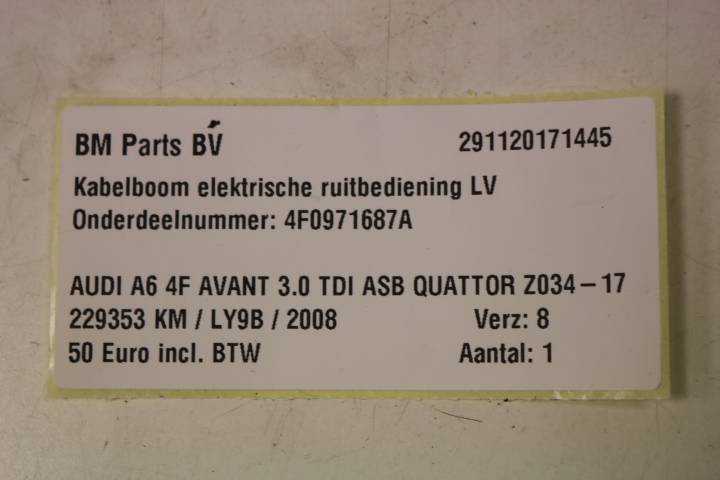 BM Parts BV 291120171445
Kabelboom elektrische ruitbediening LV
Onderdeelnummer: 4F0971687A
AUDI A6 4F AVANT 3.0 TDI ASB QUATTOR Z034-17
229353 KM / LY9B / 2008 Verz: 8
50 Euro incl. BTW Aantal: 1